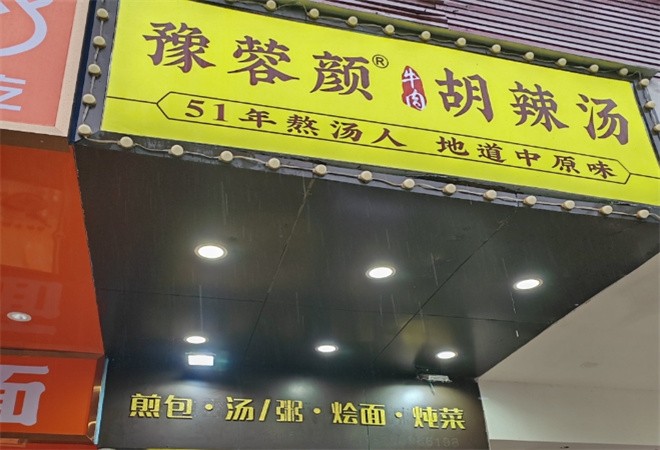 豫蓉颜® 牛肉 胡辣汤
51年熬汤人 地道中原味
煎包·汤/粥·烩面·炖菜
面